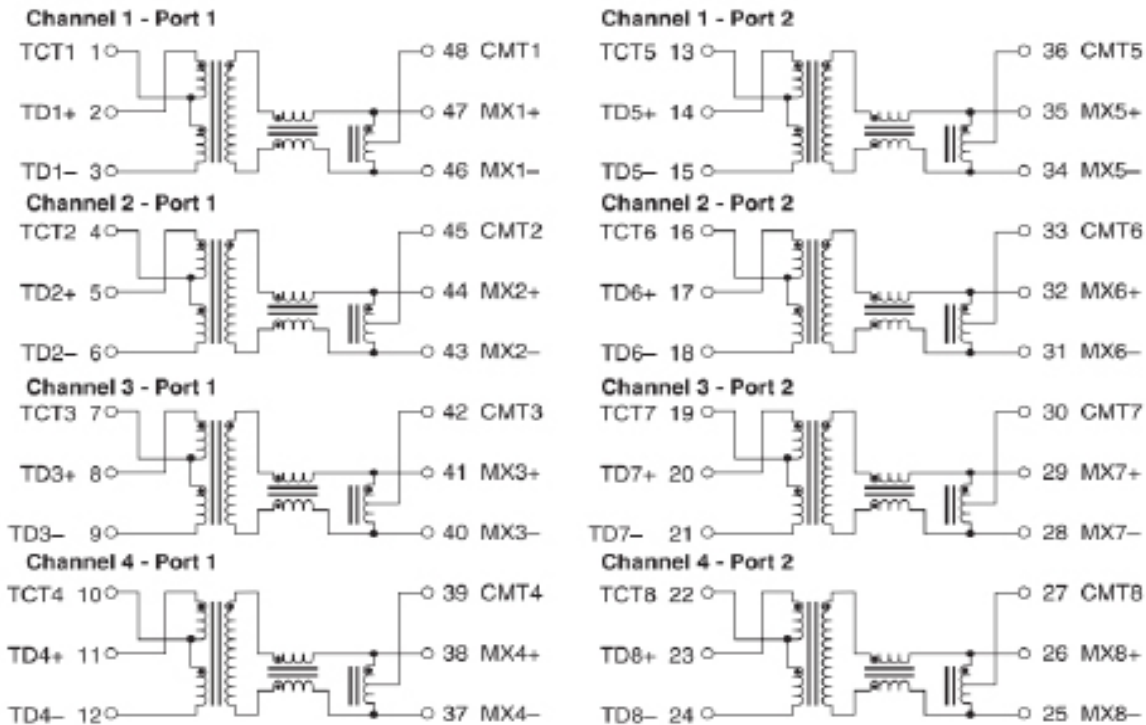 Channel 1 - Port 1
TCT1 1 48 CMT1
TD1+ 2 47 MX1+
TD1– 3 46 MX1–
Channel 2 - Port 1
TCT2 4 45 CMT2
TD2+ 5 44 MX2+
TD2– 6 43 MX2–
Channel 3 - Port 1
TCT3 7 42 CMT3
TD3+ 8 41 MX3+
TD3– 9 40 MX3–
Channel 4 - Port 1
TCT4 10 39 CMT4
TD4+ 11 38 MX4+
TD4– 12 37 MX4–
Channel 1 - Port 2
TCT5 13 36 CMT5
TD5+ 14 35 MX5+
TD5– 15 34 MX5–
Channel 2 - Port 2
TCT6 16 33 CMT6
TD6+ 17 32 MX6+
TD6– 18 31 MX6–
Channel 3 - Port 2
TCT7 19 30 CMT7
TD7+ 20 29 MX7+
TD7– 21 28 MX7–
Channel 4 - Port 2
TCT8 22 27 CMT8
TD8+ 23 26 MX8+
TD8– 24 25 MX8–